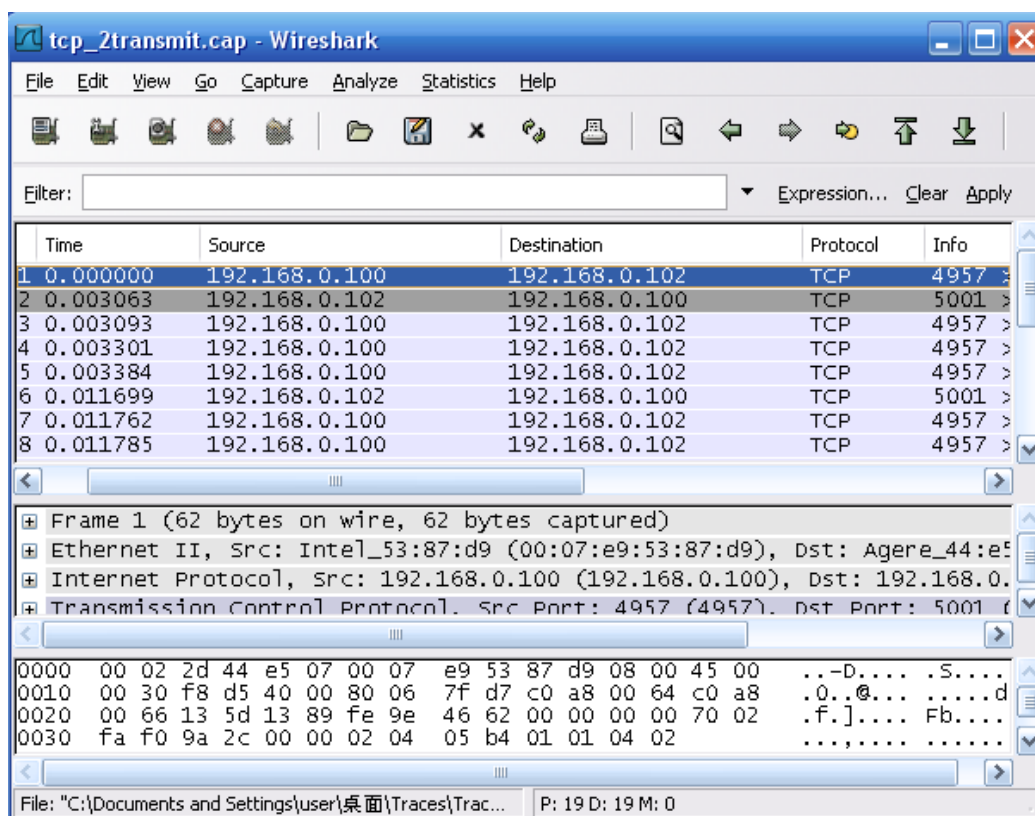 tcp_2transmit.cap - Wireshark
File Edit View Go Capture Analyze Statistics Help
Filter: Expression... Clear Apply
Time Source Destination Protocol Info
1 0.000000 192.168.0.100 192.168.0.102 TCP 4957 >
2 0.003063 192.168.0.102 192.168.0.100 TCP 5001 >
3 0.003093 192.168.0.100 192.168.0.102 TCP 4957 >
4 0.003301 192.168.0.100 192.168.0.102 TCP 4957 >
5 0.003384 192.168.0.100 192.168.0.102 TCP 4957 >
6 0.011699 192.168.0.102 192.168.0.100 TCP 5001 >
7 0.011762 192.168.0.100 192.168.0.102 TCP 4957 >
8 0.011785 192.168.0.100 192.168.0.102 TCP 4957 >
Frame 1 (62 bytes on wire, 62 bytes captured)
Ethernet II, Src: Intel_53:87:d9 (00:07:e9:53:87:d9), Dst: Agere_44:e5
Internet Protocol, Src: 192.168.0.100 (192.168.0.100), Dst: 192.168.0.
Transmission Control Protocol, Src Port: 4957 (4957), Dst Port: 5001 (
0000 00 02 2d 44 e5 07 00 07 e9 53 87 d9 08 00 45 00 ..-D.... .S....
0010 00 30 f8 d5 40 00 80 06 7f d7 c0 a8 00 64 c0 a8 .0..@... .....d
0020 00 66 13 5d 13 89 fe 9e 46 62 00 00 00 00 70 02 .f.].... Fb....
0030 fa f0 9a 2c 00 00 02 04 05 b4 01 01 04 02 ...,.... ......
File: "C:\Documents and Settings\user\桌面\Traces\Trac... P: 19 D: 19 M: 0